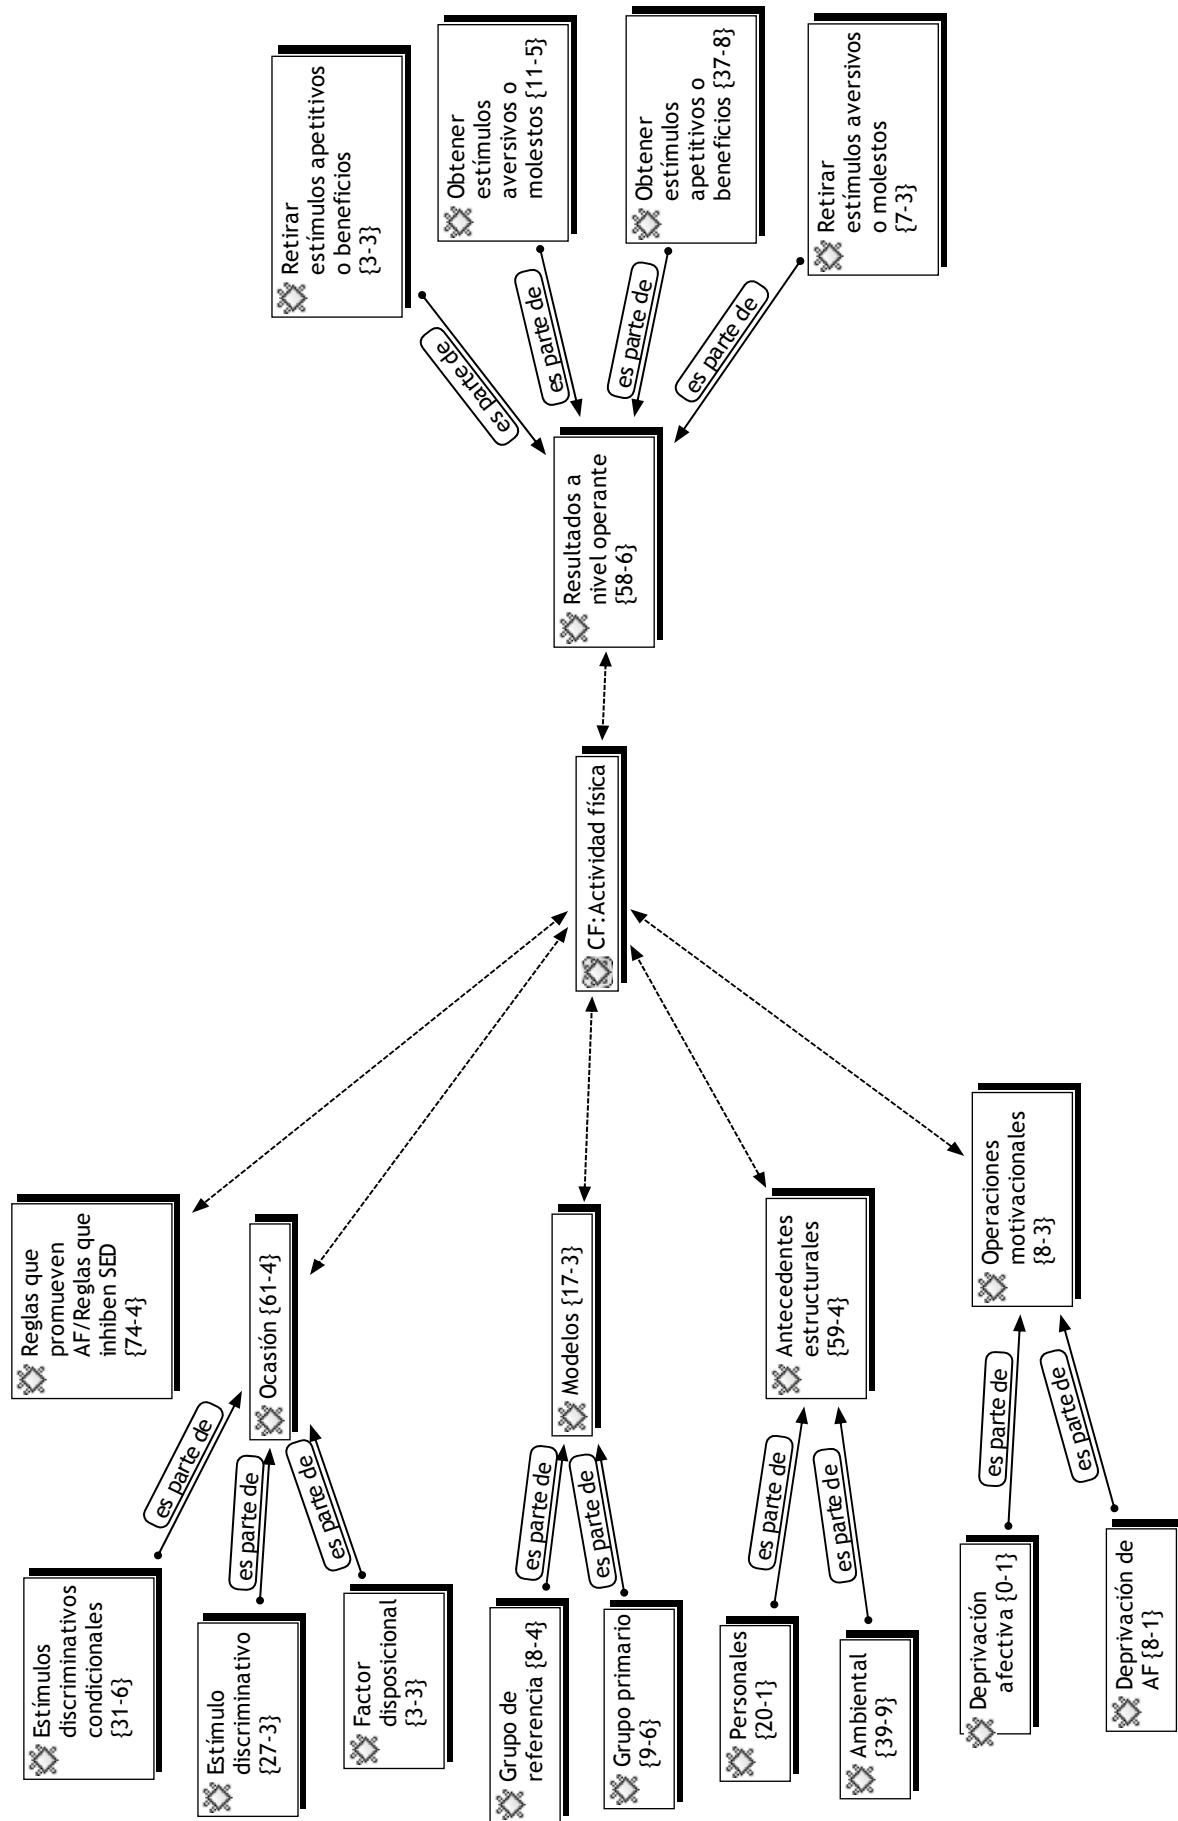 Reglas que
promueven
AF/Reglas que
inhiben SED
{74-4}
Estímulos
discriminativos
condicionales
{31-6}
es parte de
Estímulo
discriminativo
{27-3}
es parte de
Factor
disposicional
{3-3}
es parte de
Ocasión {61-4}
Grupo de
referencia {8-4}
es parte de
Grupo primario
{9-6}
es parte de
Modelos {17-3}
Personales
{20-1}
es parte de
Ambiental
{39-9}
es parte de
Antecedentes
estructurales
{59-4}
Deprivación
afectiva {0-1}
es parte de
Deprivación de
AF {8-1}
es parte de
Operaciones
motivacionales
{8-3}
CF: Actividad física
Resultados a
nivel operante
{58-6}
es parte de
Retirar
estímulos apetitivos
o beneficios
{3-3}
es parte de
Obtener
estímulos
aversivos o
molestos {11-5}
es parte de
Obtener
estímulos
apetitivos o
beneficios {37-8}
es parte de
Retirar
estímulos aversivos
o molestos
{7-3}